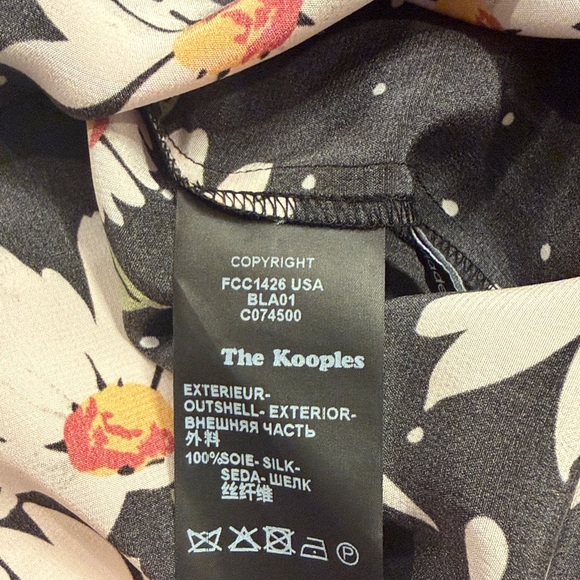 COPYRIGHT
FCC1426 USA
BLA01
C074500
The Kooples
EXTERIEUR-
OUTSHELL- EXTERIOR-
ВНЕШНЯЯ ЧАСТЬ
外料
100%SOIE- SILK-
SEDA- ШЕЛК
丝纤维
P